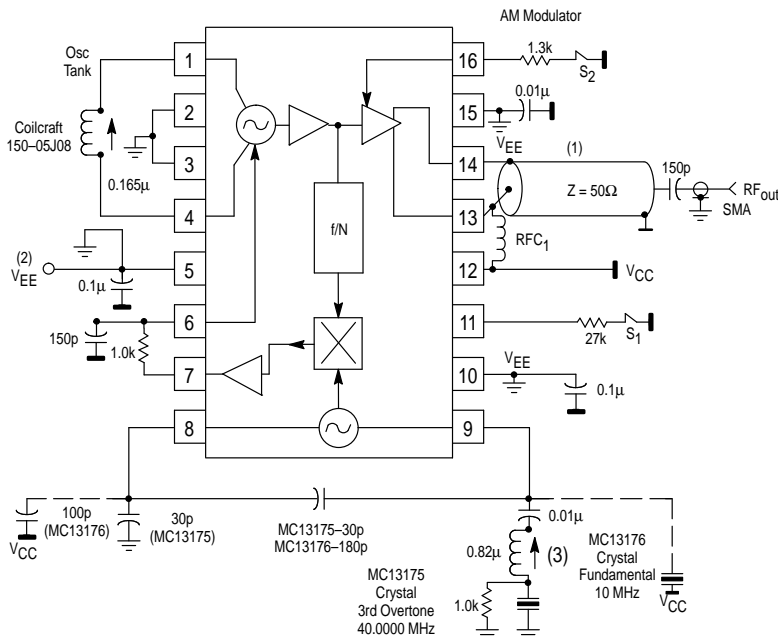 AM Modulator
Osc
Tank
1
16
1.3k
S2
Coilcraft
150–05J08
2
15
0.01µ
VEE
3
14
(1)
150p
0.165µ
4
13
Z = 50Ω
RFout
SMA
f/N
RFC1
(2)
VEE
5
12
VCC
0.1µ
6
11
27k
S1
150p
1.0k
7
10
VEE
0.1µ
8
9
100p
(MC13176)
VCC
30p
(MC13175)
MC13175–30p
MC13176–180p
0.01µ
0.82µ
(3)
MC13176
Crystal
Fundamental
10 MHz
VCC
MC13175
Crystal
3rd Overtone
40.0000 MHz
1.0k